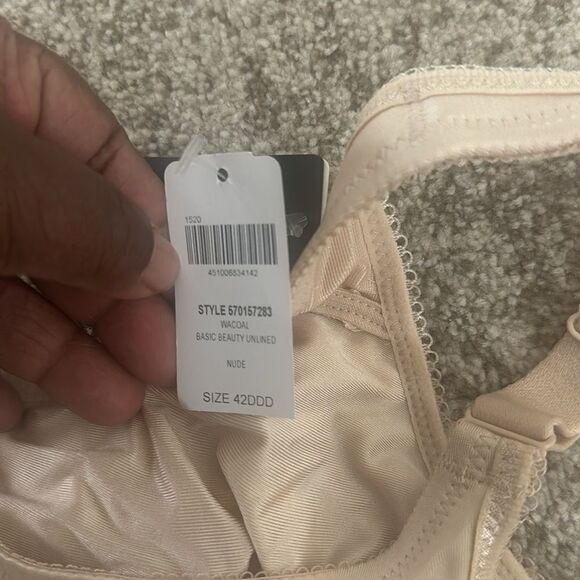 1520
451006834142
STYLE 570157283
WACOAL
BASIC BEAUTY UNLINED
NUDE
SIZE 42DDD